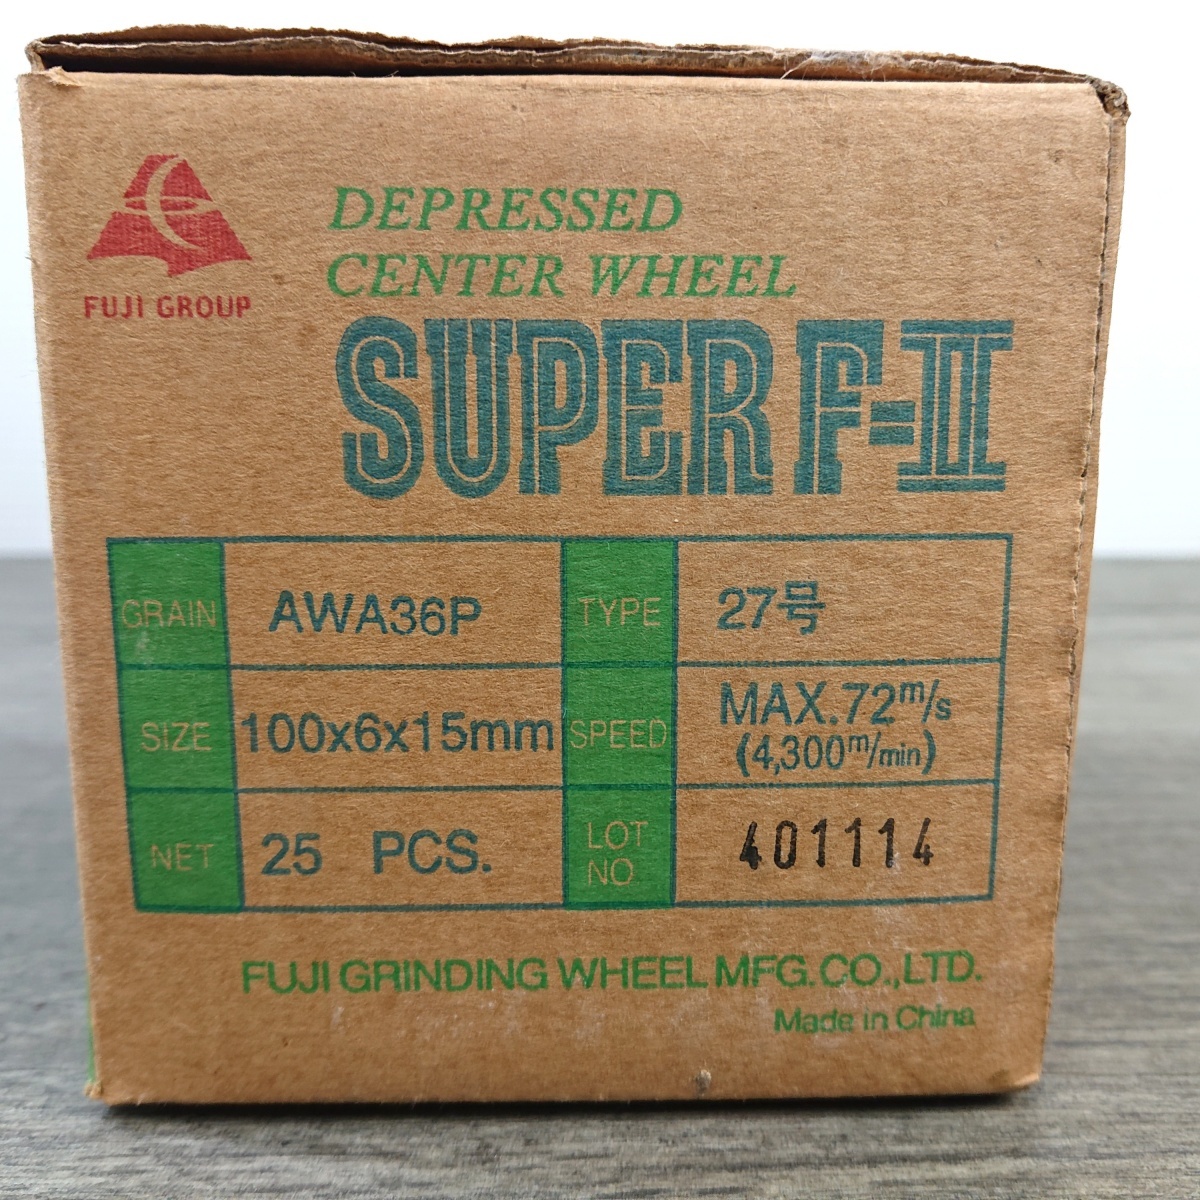 FUJI GROUP
DEPRESSED
CENTER WHEEL
SUPER F-II
GRAIN AWA36P TYPE 27号
SIZE 100x6x15mm SPEED MAX.72m/s
(4,300m/min)
NET 25 PCS. LOT NO 401114
FUJI GRINDING WHEEL MFG.CO.,LTD.
Made in China